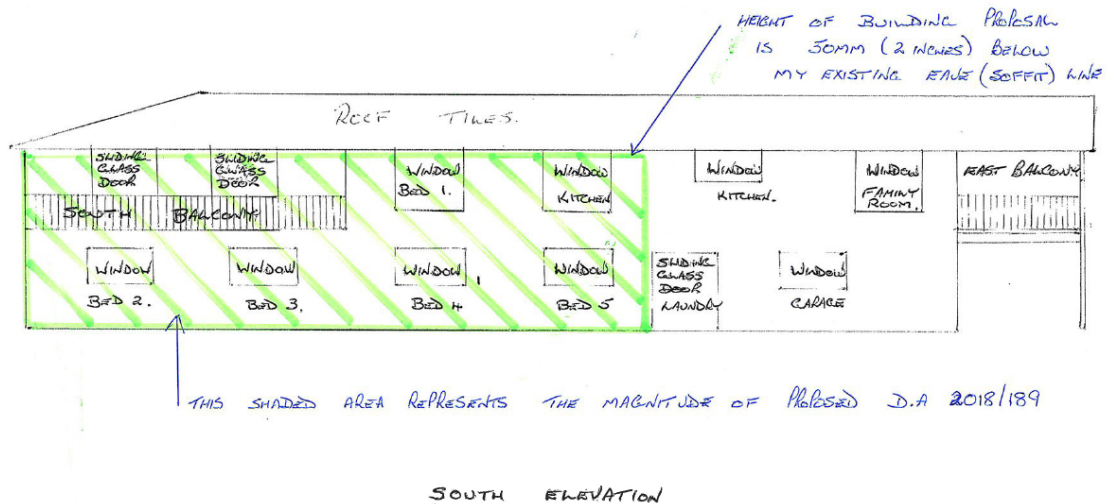 HEIGHT OF BUILDING PROPOSAL
IS 50MM (2 INCHES) BELOW
MY EXISTING EAVE (SOFFIT) LINE
ROOF TILES.
SLIDING
GLASS
DOOR
SLIDING
GLASS
DOOR
WINDOW
BED 1.
WINDOW
KITCHEN
WINDOW
KITCHEN.
WINDOW
FAMILY
ROOM.
EAST BALCONY
SOUTH BALCONY
WINDOW
BED 2.
WINDOW
BED 3.
WINDOW
BED 4
WINDOW
BED 5
SLIDING
GLASS
DOOR
LAUNDRY
WINDOW
GARAGE
THIS SHADED AREA REPRESENTS THE MAGNITUDE OF PROPOSED D.A 2018/189
SOUTH ELEVATION